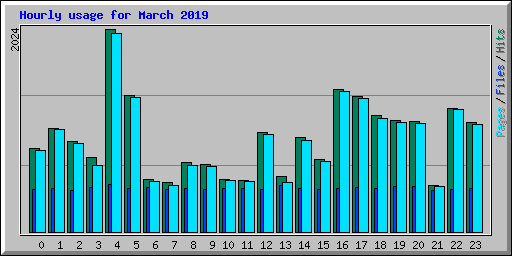 Hourly usage for March 2019
2024
Pages/Files/Hits
0 1 2 3 4 5 6 7 8 9 10 11 12 13 14 15 16 17 18 19 20 21 22 23